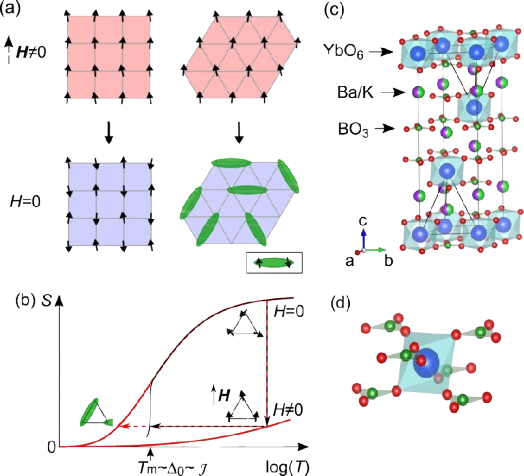 (a)
H≠0
H=0
(b)
S
H=0
H
H≠0
0
Tm~Δ0~𝒥
log(T)
(c)
YbO6
Ba/K
BO3
c
a
b
(d)